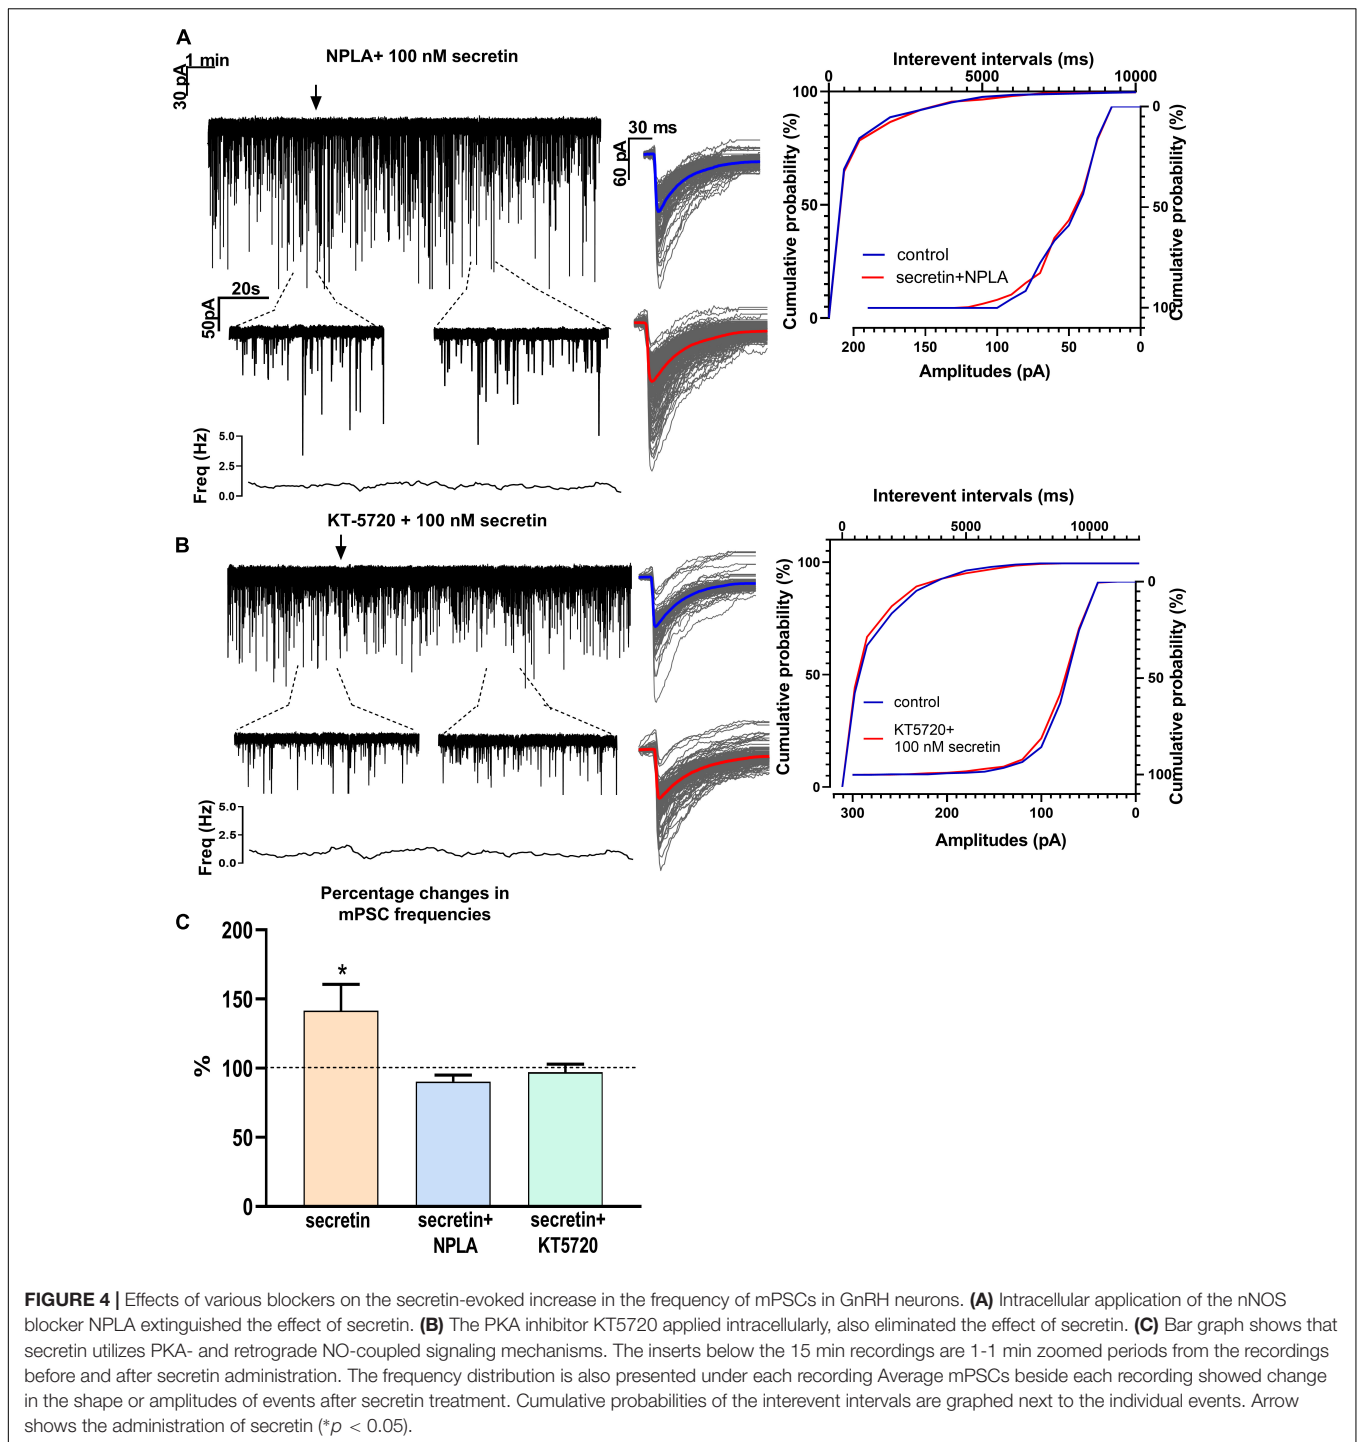 A
1 min
30 pA
NPLA+ 100 nM secretin
30 ms
60 pA
20s
50pA
Freq (Hz)
5.0
2.5
0.0
Interevent intervals (ms)
0 5000 10000
Cumulative probability (%)
100
50
0
control
secretin+NPLA
0
50
100
Cumulative probability (%)
200 150 100 50 0
Amplitudes (pA)
B
KT-5720 + 100 nM secretin
Freq (Hz)
5.0
2.5
0.0
Interevent intervals (ms)
0 5000 10000
Cumulative probability (%)
100
50
0
control
KT5720+
100 nM secretin
0
50
100
Cumulative probability (%)
300 200 100 0
Amplitudes (pA)
C
Percentage changes in
mPSC frequencies
%
200
150
100
50
0
*
secretin
secretin+
NPLA
secretin+
KT5720
FIGURE 4 | Effects of various blockers on the secretin-evoked increase in the frequency of mPSCs in GnRH neurons. (A) Intracellular application of the nNOS
blocker NPLA extinguished the effect of secretin. (B) The PKA inhibitor KT5720 applied intracellularly, also eliminated the effect of secretin. (C) Bar graph shows that
secretin utilizes PKA- and retrograde NO-coupled signaling mechanisms. The inserts below the 15 min recordings are 1-1 min zoomed periods from the recordings
before and after secretin administration. The frequency distribution is also presented under each recording Average mPSCs beside each recording showed change
in the shape or amplitudes of events after secretin treatment. Cumulative probabilities of the interevent intervals are graphed next to the individual events. Arrow
shows the administration of secretin (*p < 0.05).